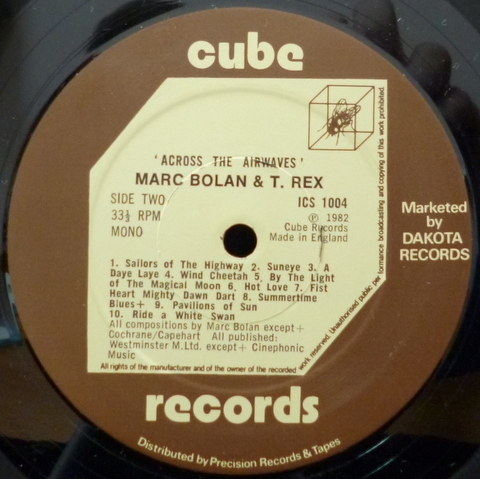 cube
'ACROSS THE AIRWAVES'
MARC BOLAN & T. REX
SIDE TWO
33⅓ RPM
MONO
ICS 1004
℗ 1982
Cube Records
Made in England
1. Sailors of The Highway 2. Suneye 3. A
Daye Laye 4. Wind Cheetah 5. By The Light
of The Magical Moon 6. Hot Love 7. Fist
Heart Mighty Dawn Dart 8. Summertime
Blues+ 9. Pavilions of Sun
10. Ride a White Swan
All compositions by Marc Bolan except+
Cochrane/Capehart All published:
Westminster M.Ltd. except+ Cinephonic
Music
All rights of the manufacturer and of the owner of the recorded work reserved. Unauthorised public performance broadcasting and copying of this work prohibited.
Marketed
by
DAKOTA
RECORDS
records
Distributed by Precision Records & Tapes